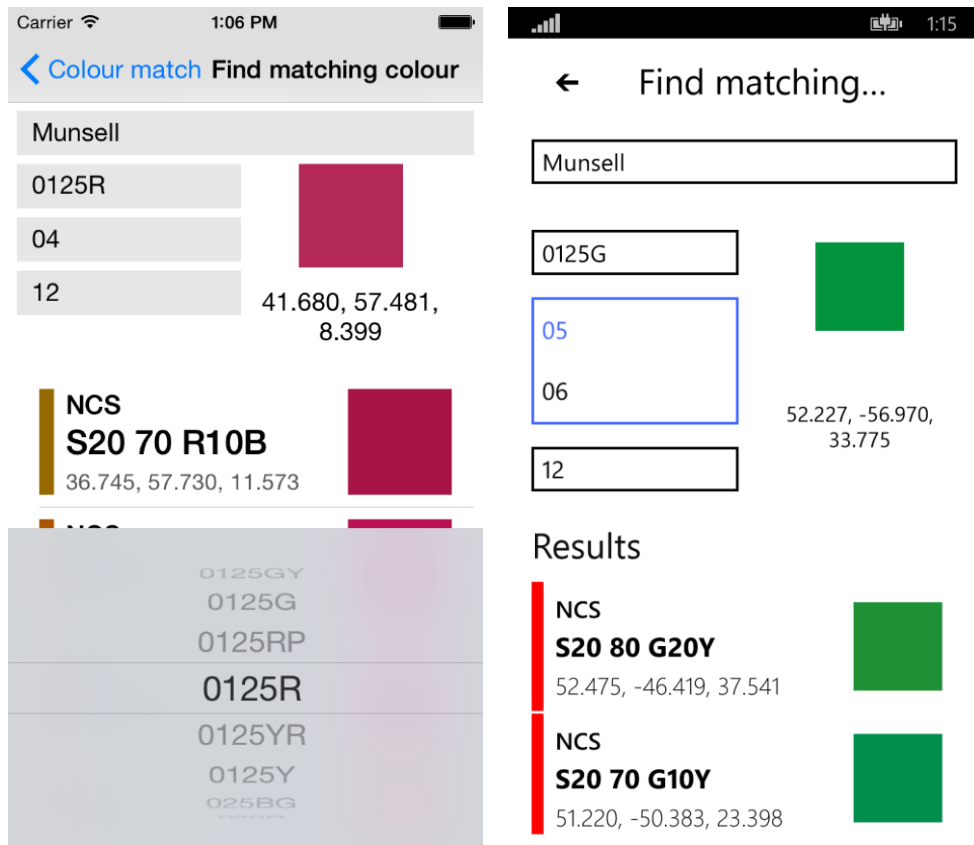 Carrier 1:06 PM
Colour match Find matching colour
Munsell
0125R
04
12
41.680, 57.481,
8.399
NCS
S20 70 R10B
36.745, 57.730, 11.573
0125GY
0125G
0125RP
0125R
0125YR
0125Y
025BG
1:15
Find matching...
Munsell
0125G
05
06
12
52.227, -56.970,
33.775
Results
NCS
S20 80 G20Y
52.475, -46.419, 37.541
NCS
S20 70 G10Y
51.220, -50.383, 23.398